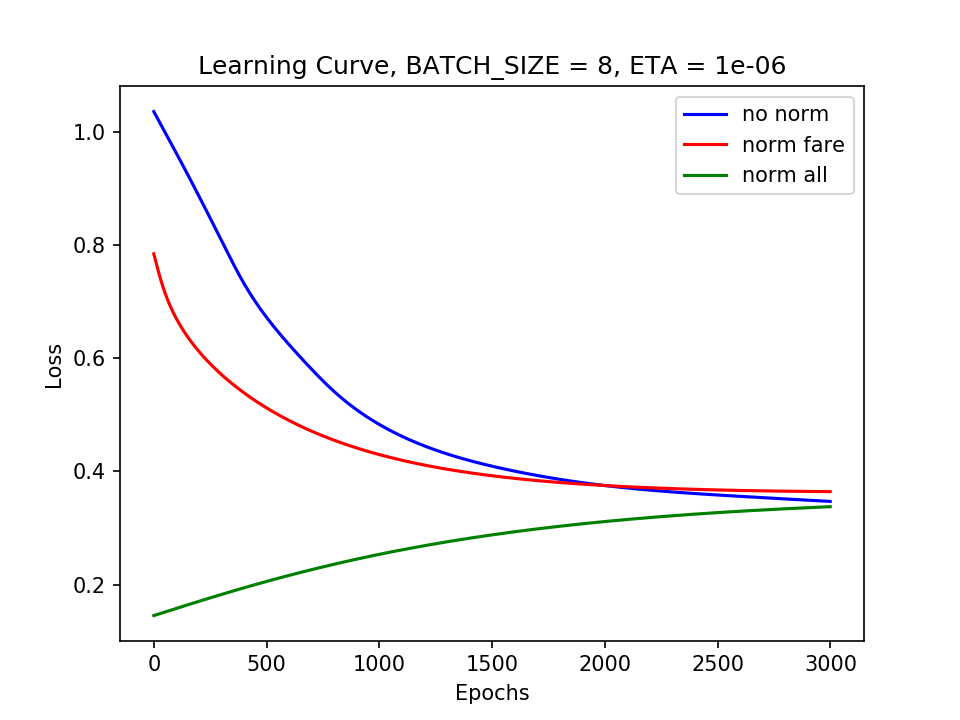 Learning Curve, BATCH_SIZE = 8, ETA = 1e-06
no norm
norm fare
norm all
Loss
1.0
0.8
0.6
0.4
0.2
0 500 1000 1500 2000 2500 3000
Epochs